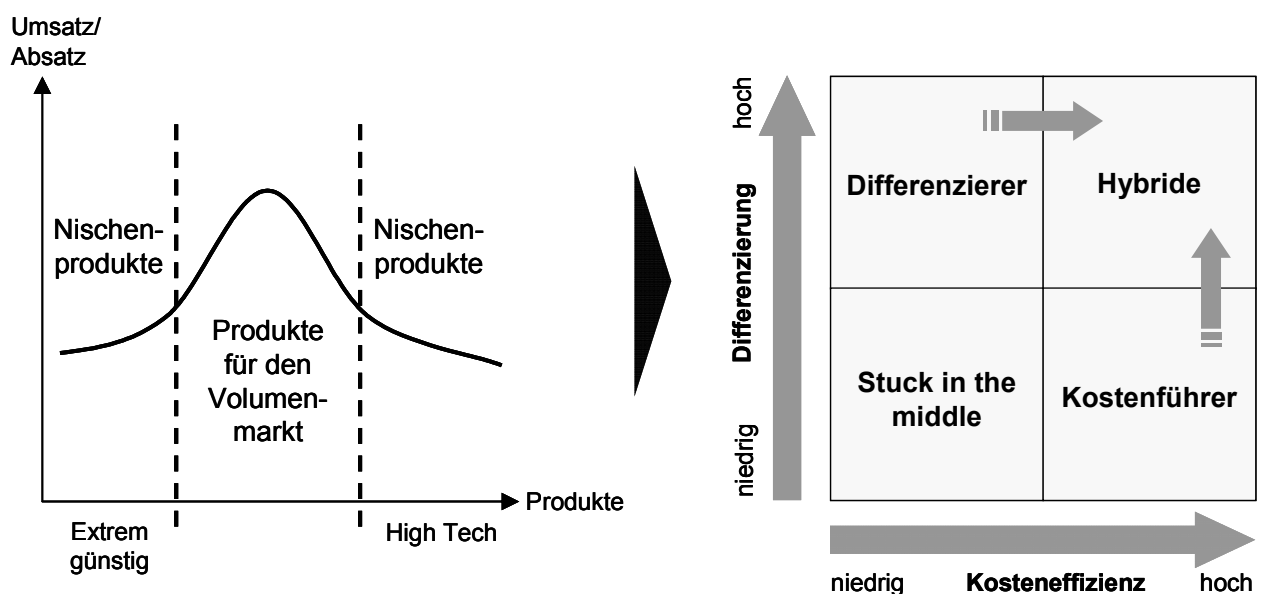 Umsatz/
Absatz
Nischen-
produkte
Nischen-
produkte
Produkte
für den
Volumen-
markt
Produkte
Extrem
günstig
High Tech
hoch
Differenzierung
niedrig
Differenzierer
Hybride
Stuck in the
middle
Kostenführer
niedrig Kosteneffizienz hoch